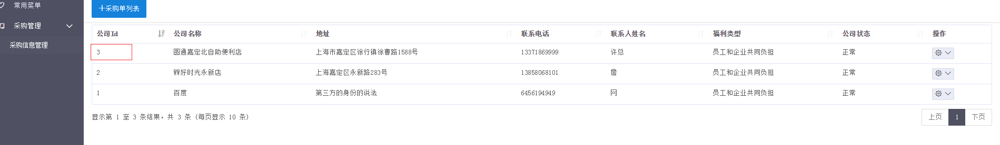 常用菜单
+采购单列表
采购管理
采购信息管理
公司Id 公司名称 地址 联系电话 联系人姓名 福利类型 公司状态 操作
3 圆通嘉定北自助便利店 上海市嘉定区徐行镇徐曹路1588号 13371869999 许总 员工和企业共同负担 正常
2 槑好时光永新店 上海嘉定区永新路283号 13858068101 詹 员工和企业共同负担 正常
1 百度 第三方的身份的说法 6456194949 网 员工和企业共同负担 正常
显示第 1 至 3 条结果，共 3 条 (每页显示 10 条)
上页 1 下页